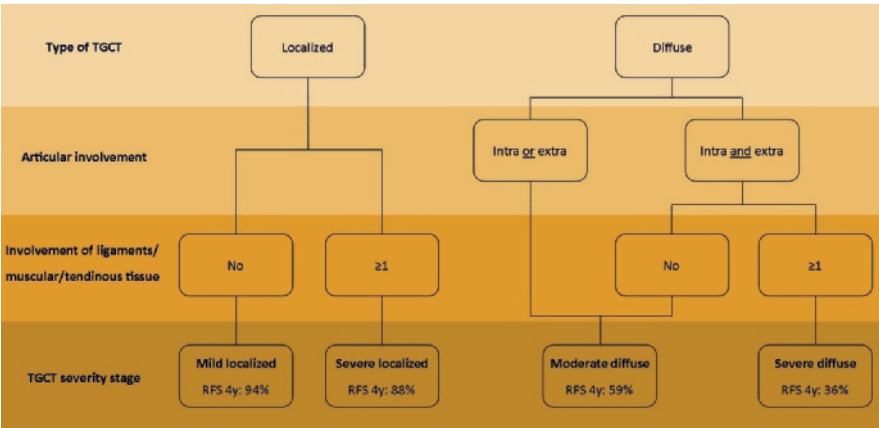 Type of TGCT
Localized
Diffuse
Articular involvement
Intra or extra
Intra and extra
Involvement of ligaments/
muscular/tendinous tissue
No
≥1
No
≥1
TGCT severity stage
Mild localized
RFS 4y: 94%
Severe localized
RFS 4y: 88%
Moderate diffuse
RFS 4y: 59%
Severe diffuse
RFS 4y: 36%